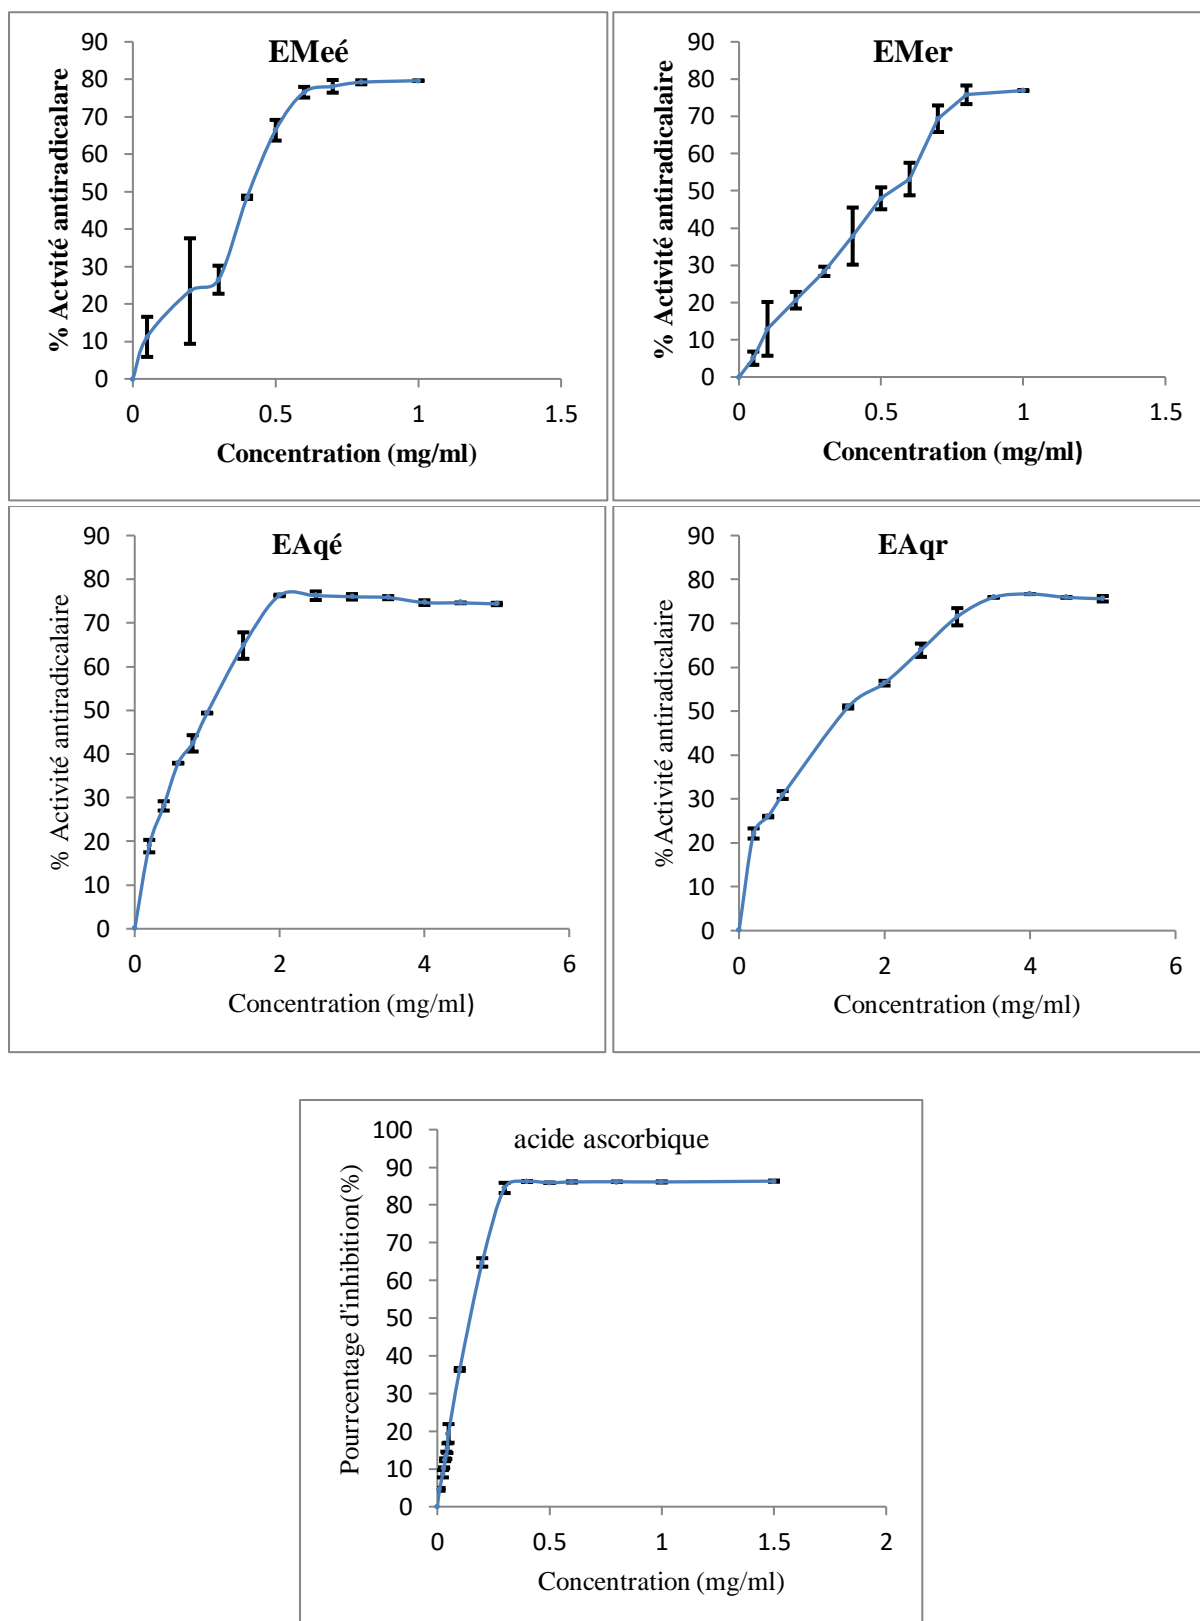 EMeé
% Actvité antiradicalare
90
80
70
60
50
40
30
20
10
0
0 0.5 1 1.5
Concentration (mg/ml)
EMer
% Activité antiradicalaire
90
80
70
60
50
40
30
20
10
0
0 0.5 1 1.5
Concentration (mg/ml)
EAqé
% Activité antiradicalaire
90
80
70
60
50
40
30
20
10
0
0 2 4 6
Concentration (mg/ml)
EAqr
%Activité antiradicalaire
90
80
70
60
50
40
30
20
10
0
0 2 4 6
Concentration (mg/ml)
acide ascorbique
Pourrcentage d'inhibition(%)
100
90
80
70
60
50
40
30
20
10
0
0 0.5 1 1.5 2
Concentration (mg/ml)